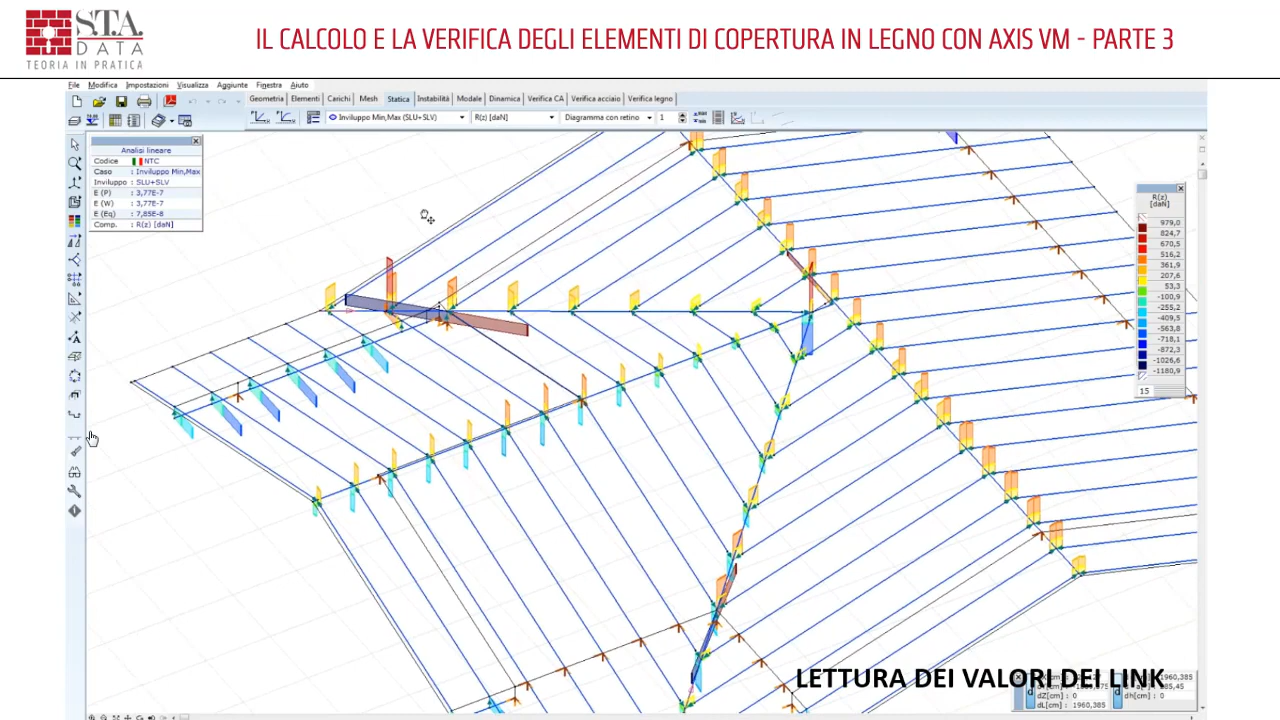 S.T.A.
DATA
TEORIA IN PRATICA
IL CALCOLO E LA VERIFICA DEGLI ELEMENTI DI COPERTURA IN LEGNO CON AXIS VM - PARTE 3
File Modifica Impostazioni Visualizza Aggiunte Finestra Aiuto
Geometria Elementi Carichi Mesh Statica Instabilità Modale Dinamica Verifica CA Verifica acciaio Verifica legno
Inviluppo Min,Max (SLU+SLV) R(z) [daN] Diagramma con retino 1
Analisi lineare
Codice : NTC
Caso : Inviluppo Min,Max
Inviluppo : SLU+SLV
E (P) : 3,77E-7
E (W) : 3,77E-7
E (Eq) : 7,85E-8
Comp. : R(z) [daN]
R(z)
[daN]
979,0
824,7
670,5
516,2
361,9
207,6
53,3
-100,9
-255,2
-409,5
-563,8
-718,1
-872,3
-1026,6
-1180,9
15
LETTURA DEI VALORI DEI LINK
dZ[cm] : 0
dL[cm] : 1960,385
1960,385
dh[cm] : 0